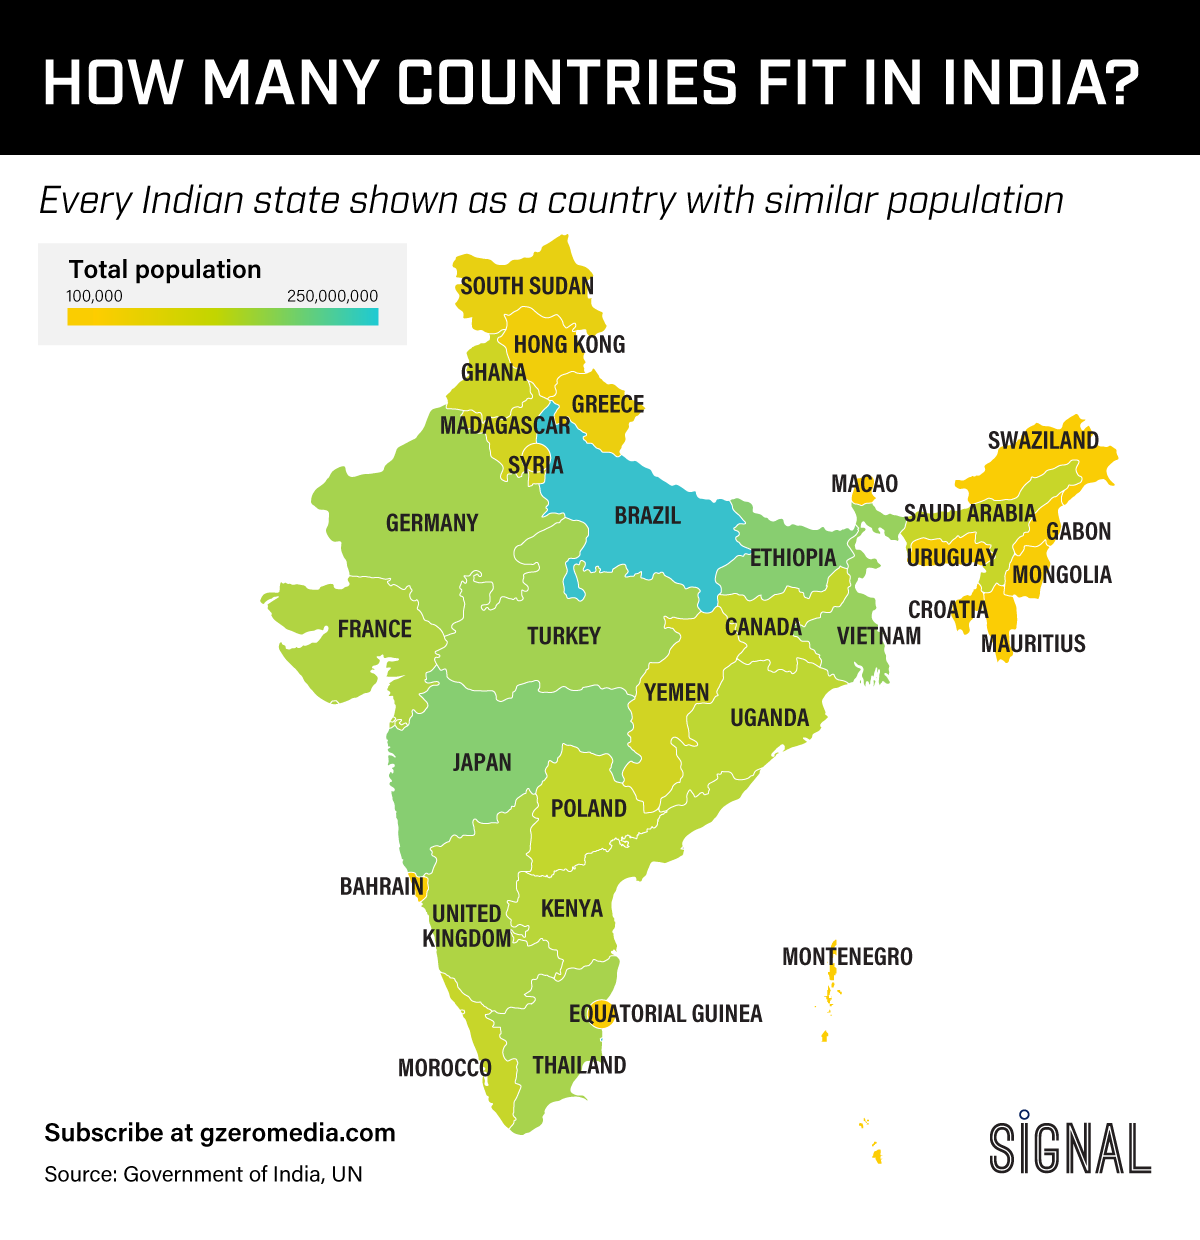 HOW MANY COUNTRIES FIT IN INDIA?
Every Indian state shown as a country with similar population
Total population
100,000 250,000,000
SOUTH SUDAN
HONG KONG
GHANA
GREECE
MADAGASCAR
SYRIA
SWAZILAND
MACAO
SAUDI ARABIA
BRAZIL
GERMANY
GABON
ETHIOPIA
URUGUAY
MONGOLIA
CROATIA
FRANCE
TURKEY
CANADA
VIETNAM
MAURITIUS
YEMEN
UGANDA
JAPAN
POLAND
BAHRAIN
UNITED
KINGDOM
KENYA
MONTENEGRO
EQUATORIAL GUINEA
MOROCCO
THAILAND
Subscribe at gzeromedia.com
Source: Government of India, UN
SIGNAL